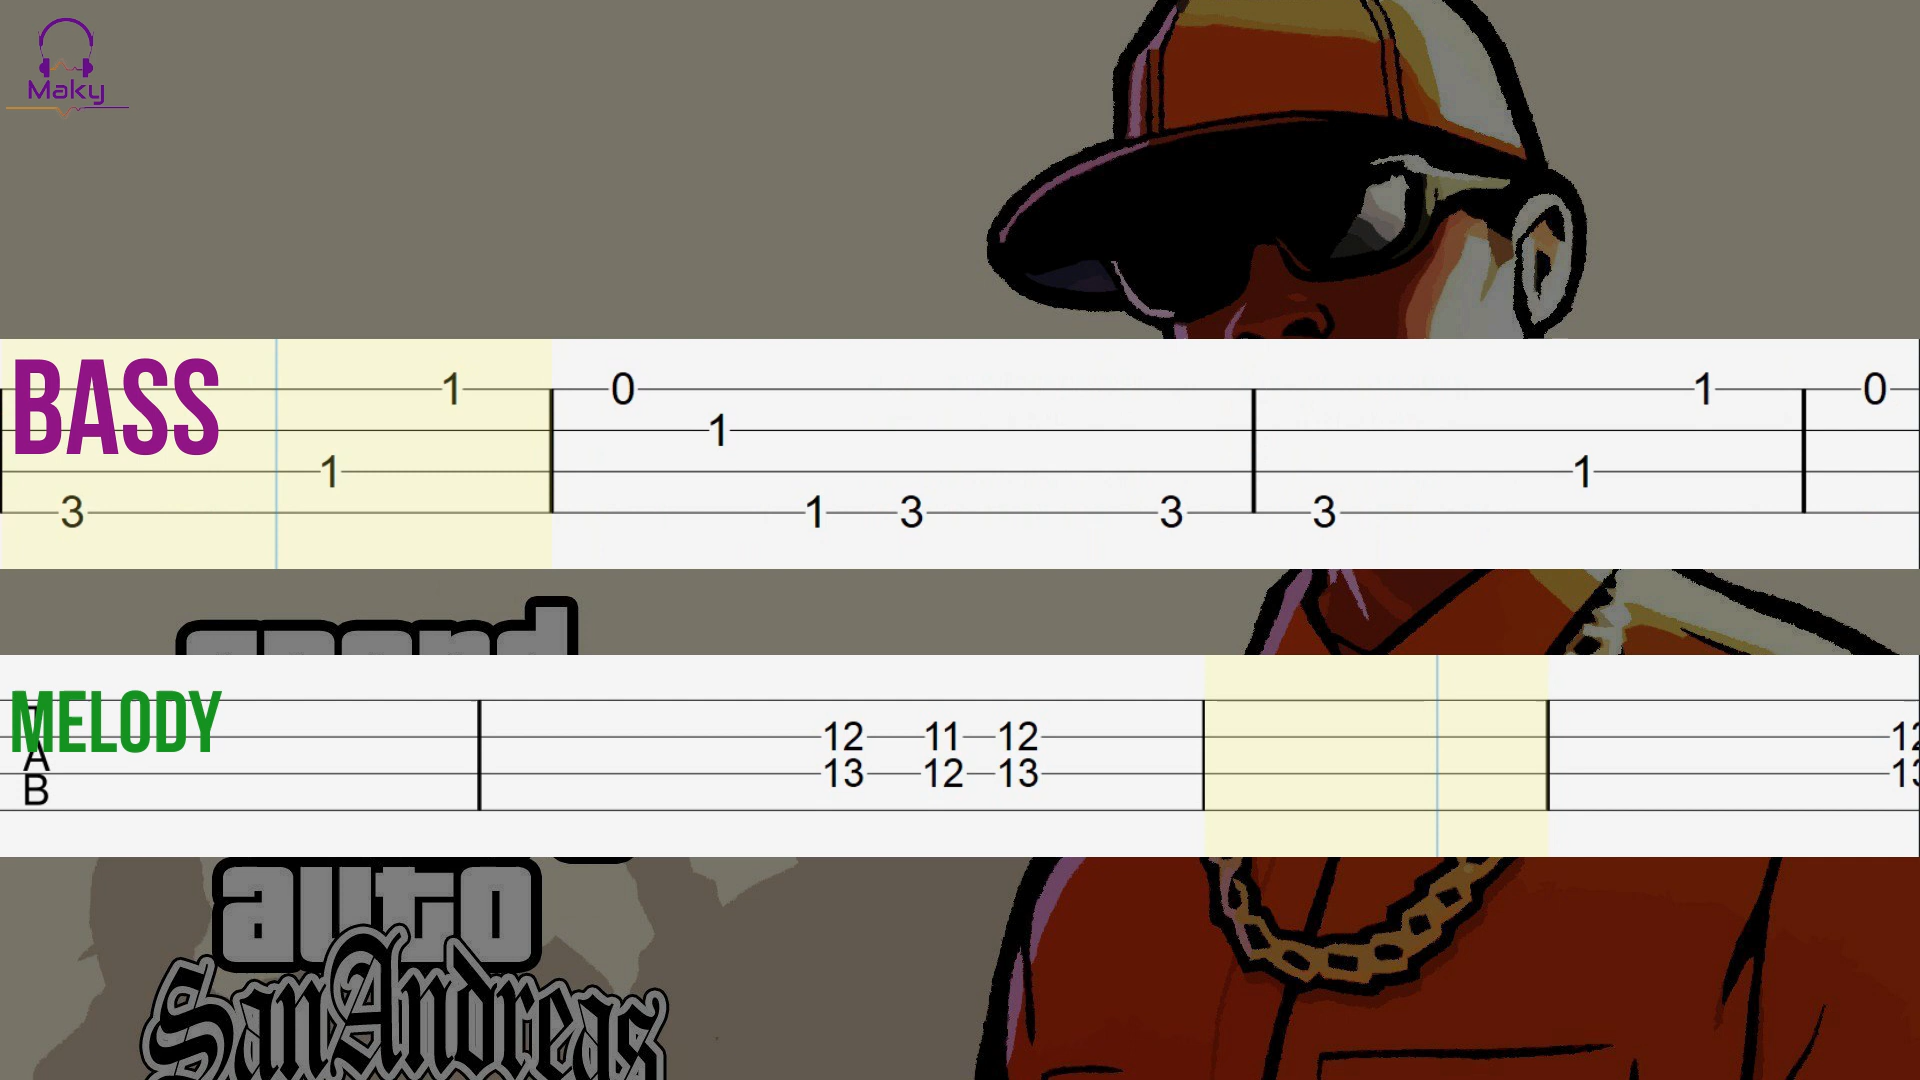 Maky
BASS
1 0 1 0
1
1 1
3 1 3 3 3
MELODY
12 11 12
A 13 12 13
B
auto
San Andreas